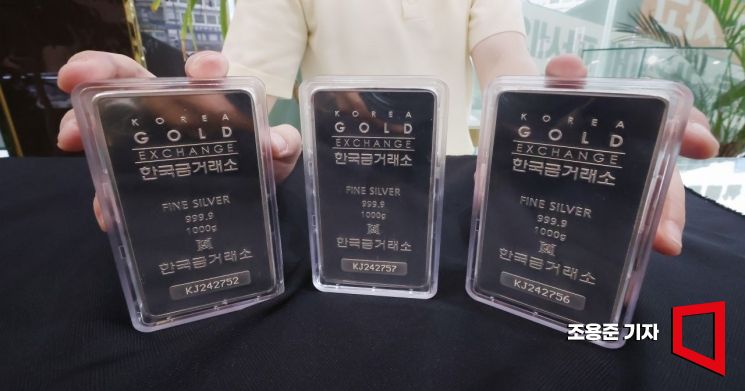 KOREA
GOLD
EXCHANGE
한국금거래소
FINE SILVER
999.9
1000g
한국금거래소
KJ242752
KOREA
GOLD
EXCHANGE
한국금거래소
FINE SILVER
999.9
1000g
한국금거래소
KJ242757
KOREA
GOLD
EXCHANGE
한국금거래소
FINE SILVER
999.9
1000g
한국금거래소
KJ242756
조용준 기자